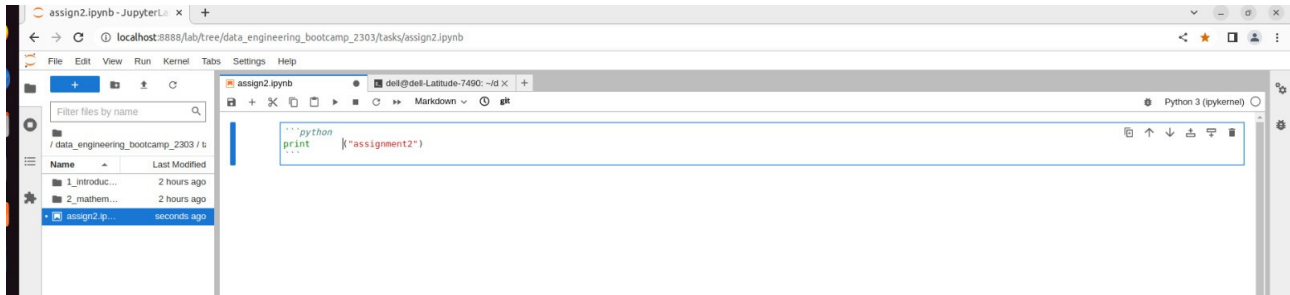 assign2.ipynb - JupyterLa
localhost:8888/lab/tree/data_engineering_bootcamp_2303/tasks/assign2.ipynb
File Edit View Run Kernel Tabs Settings Help
assign2.ipynb
dell@dell-Latitude-7490: ~/d
Markdown
git
Python 3 (ipykernel)
Filter files by name
/ data_engineering_bootcamp_2303 / ta
Name Last Modified
1_introduc... 2 hours ago
2_mathem... 2 hours ago
assign2.ip... seconds ago
```python
print ("assignment2")
```